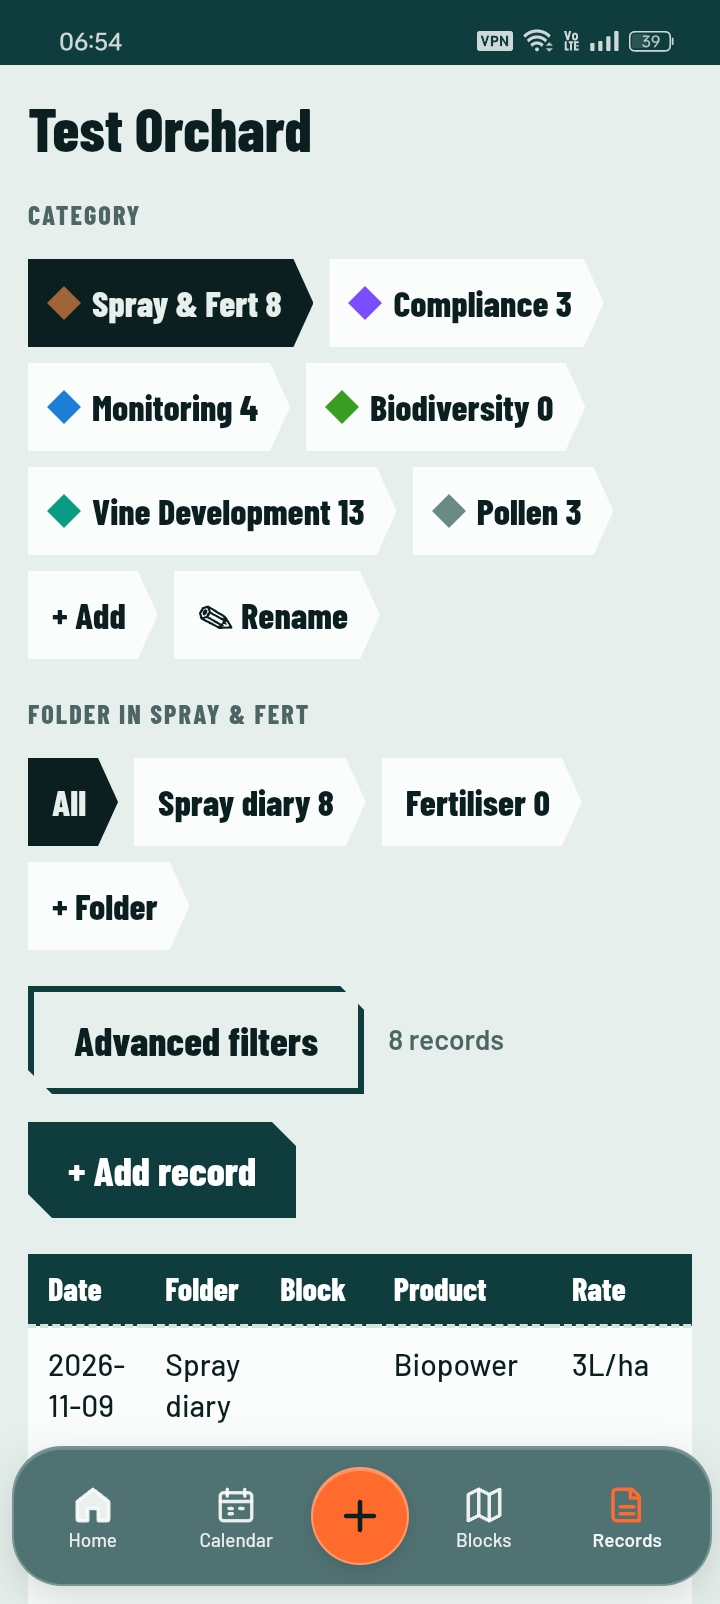 06:54 VPN Vo LTE 39
Test Orchard
CATEGORY
Spray & Fert 8 Compliance 3
Monitoring 4 Biodiversity 0
Vine Development 13 Pollen 3
+ Add ✎ Rename
FOLDER IN SPRAY & FERT
All Spray diary 8 Fertiliser 0
+ Folder
Advanced filters 8 records
+ Add record
Date Folder Block Product Rate
2026- Spray Biopower 3L/ha
11-09 diary
+
Home Calendar Blocks Records